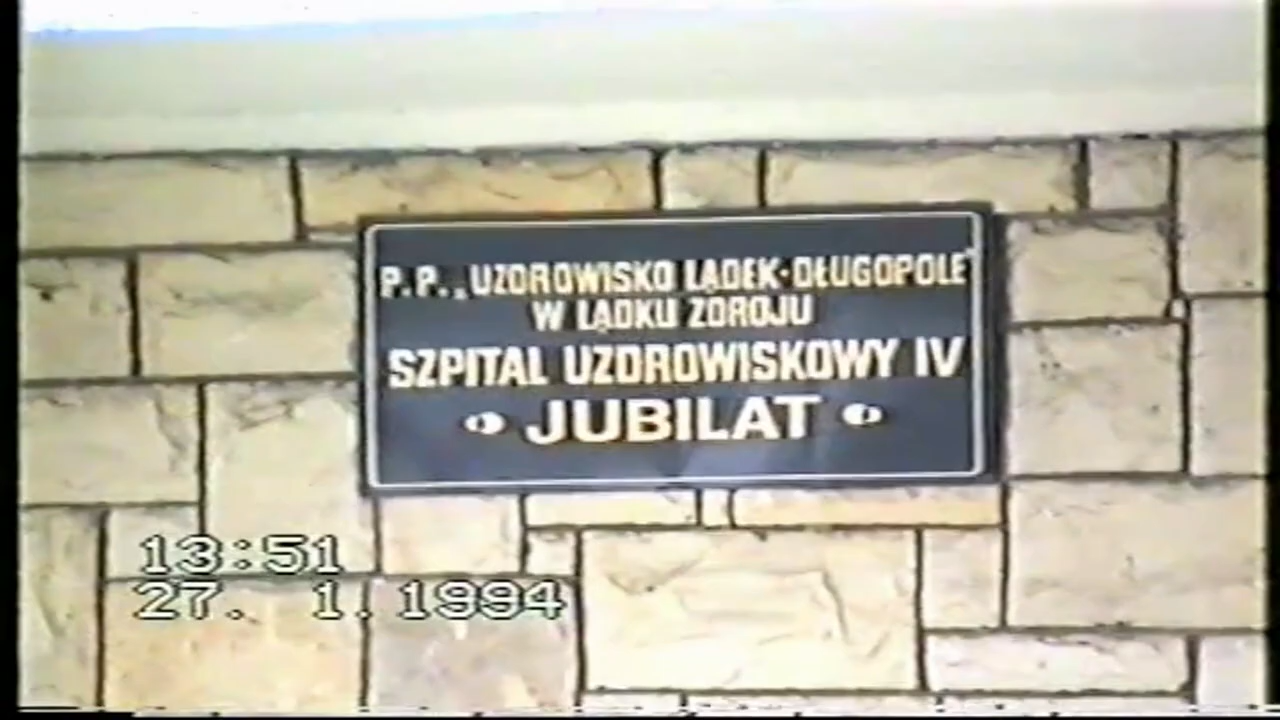 P.P. „UZDROWISKO LĄDEK-DŁUGOPOLE"
W LĄDKU ZDROJU
SZPITAL UZDROWISKOWY IV
JUBILAT
13:51
27. 1. 1994